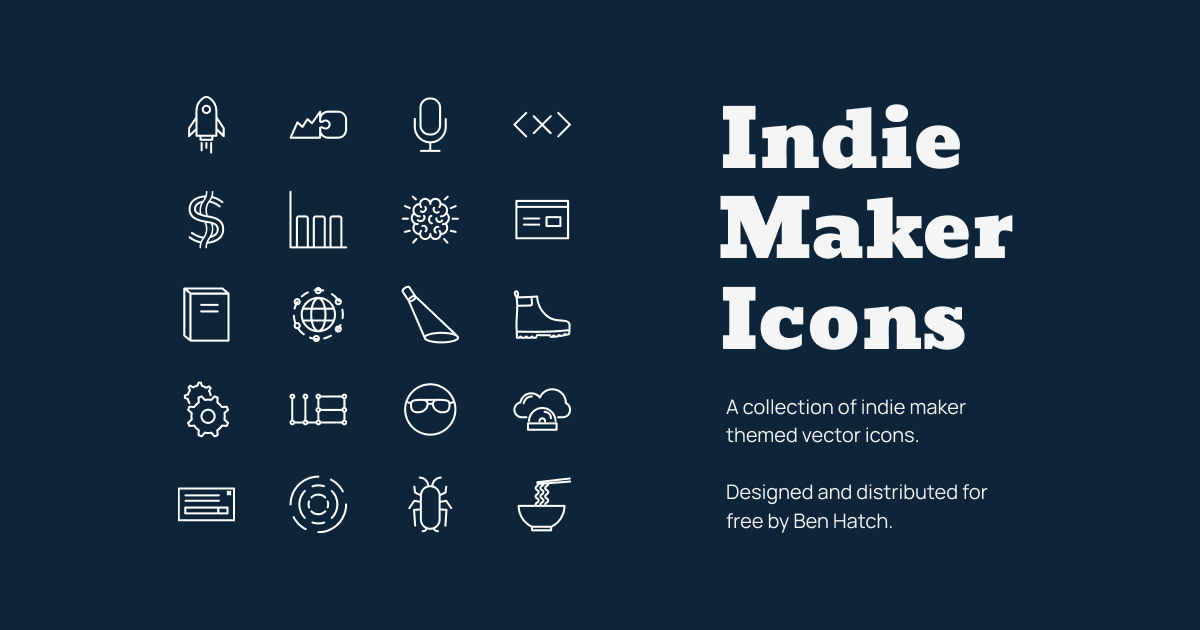 Indie
Maker
Icons
A collection of indie maker
themed vector icons.
Designed and distributed for
free by Ben Hatch.